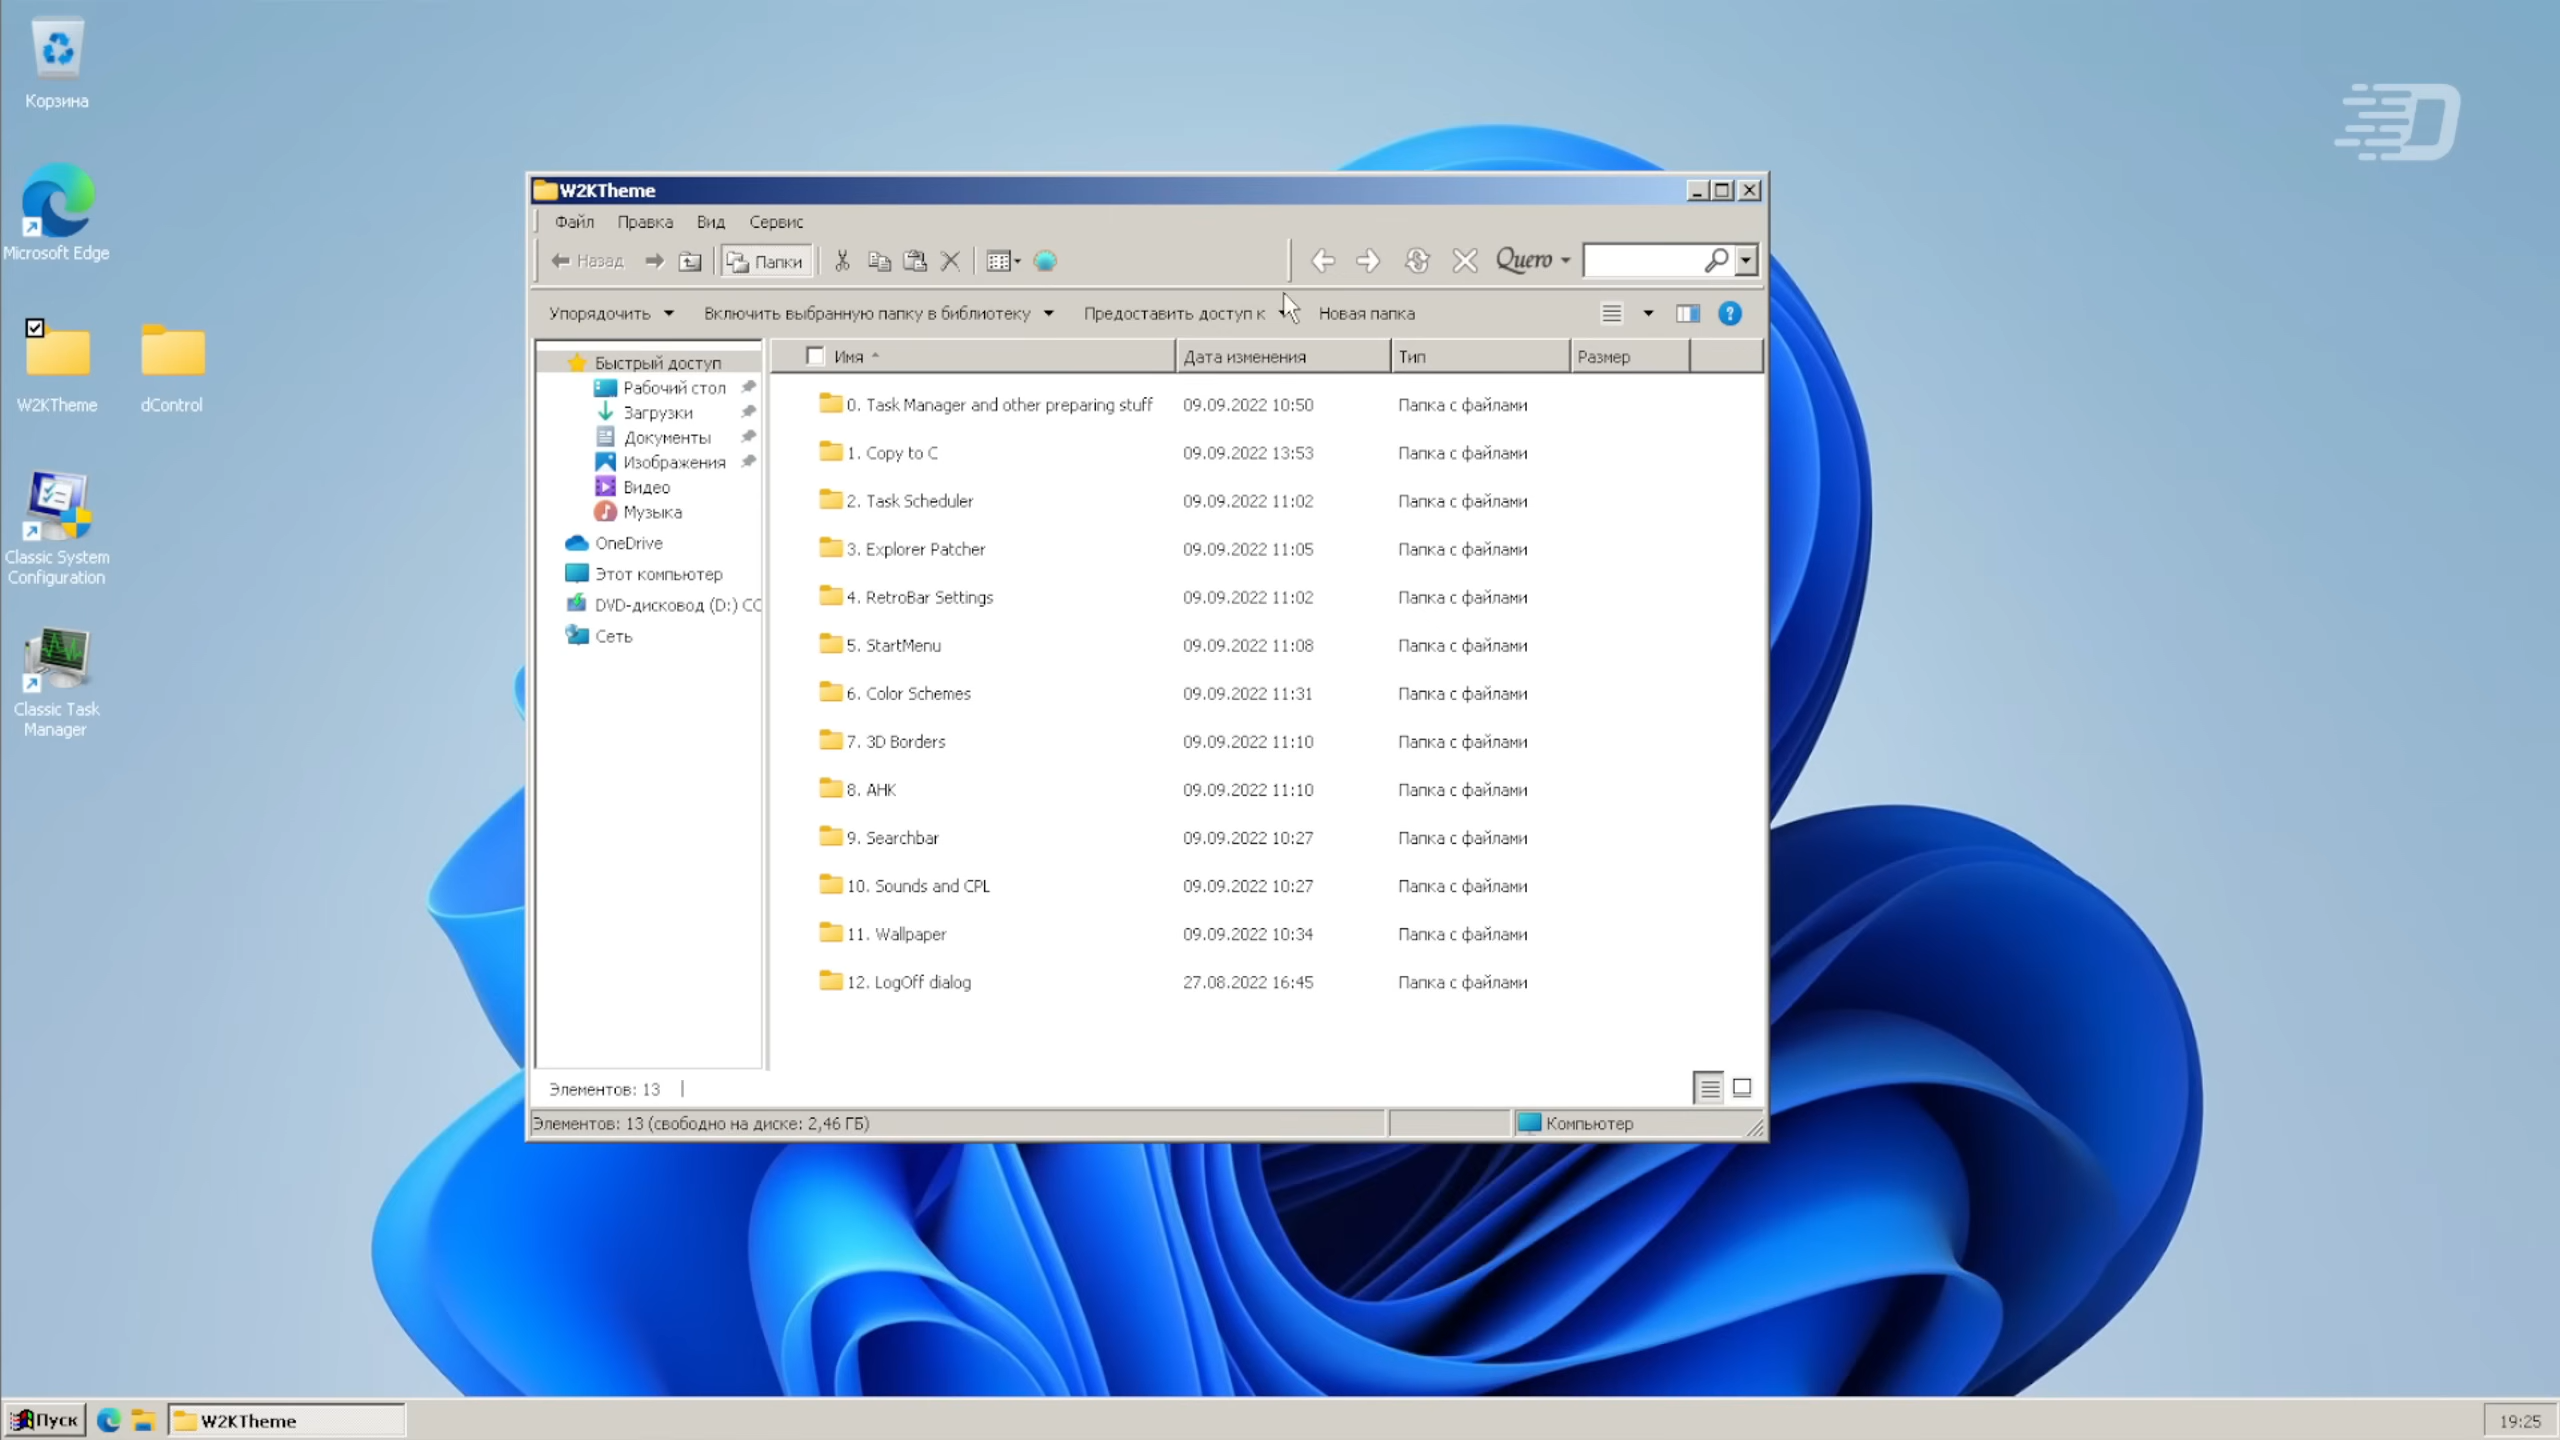 Корзина
Microsoft Edge
W2KTheme
dControl
Classic System
Configuration
Classic Task
Manager
W2KTheme
Файл Правка Вид Сервис
Назад Папки Quero
Упорядочить Включить выбранную папку в библиотеку Предоставить доступ к Новая папка
Быстрый доступ
Рабочий стол
Загрузки
Документы
Изображения
Видео
Музыка
OneDrive
Этот компьютер
DVD-дисковод (D:) CC
Сеть
Имя Дата изменения Тип Размер
0. Task Manager and other preparing stuff 09.09.2022 10:50 Папка с файлами
1. Copy to C 09.09.2022 13:53 Папка с файлами
2. Task Scheduler 09.09.2022 11:02 Папка с файлами
3. Explorer Patcher 09.09.2022 11:05 Папка с файлами
4. RetroBar Settings 09.09.2022 11:02 Папка с файлами
5. StartMenu 09.09.2022 11:08 Папка с файлами
6. Color Schemes 09.09.2022 11:31 Папка с файлами
7. 3D Borders 09.09.2022 11:10 Папка с файлами
8. AHK 09.09.2022 11:10 Папка с файлами
9. Searchbar 09.09.2022 10:27 Папка с файлами
10. Sounds and CPL 09.09.2022 10:27 Папка с файлами
11. Wallpaper 09.09.2022 10:34 Папка с файлами
12. LogOff dialog 27.08.2022 16:45 Папка с файлами
Элементов: 13
Элементов: 13 (свободно на диске: 2,46 ГБ) Компьютер
Пуск W2KTheme 19:25